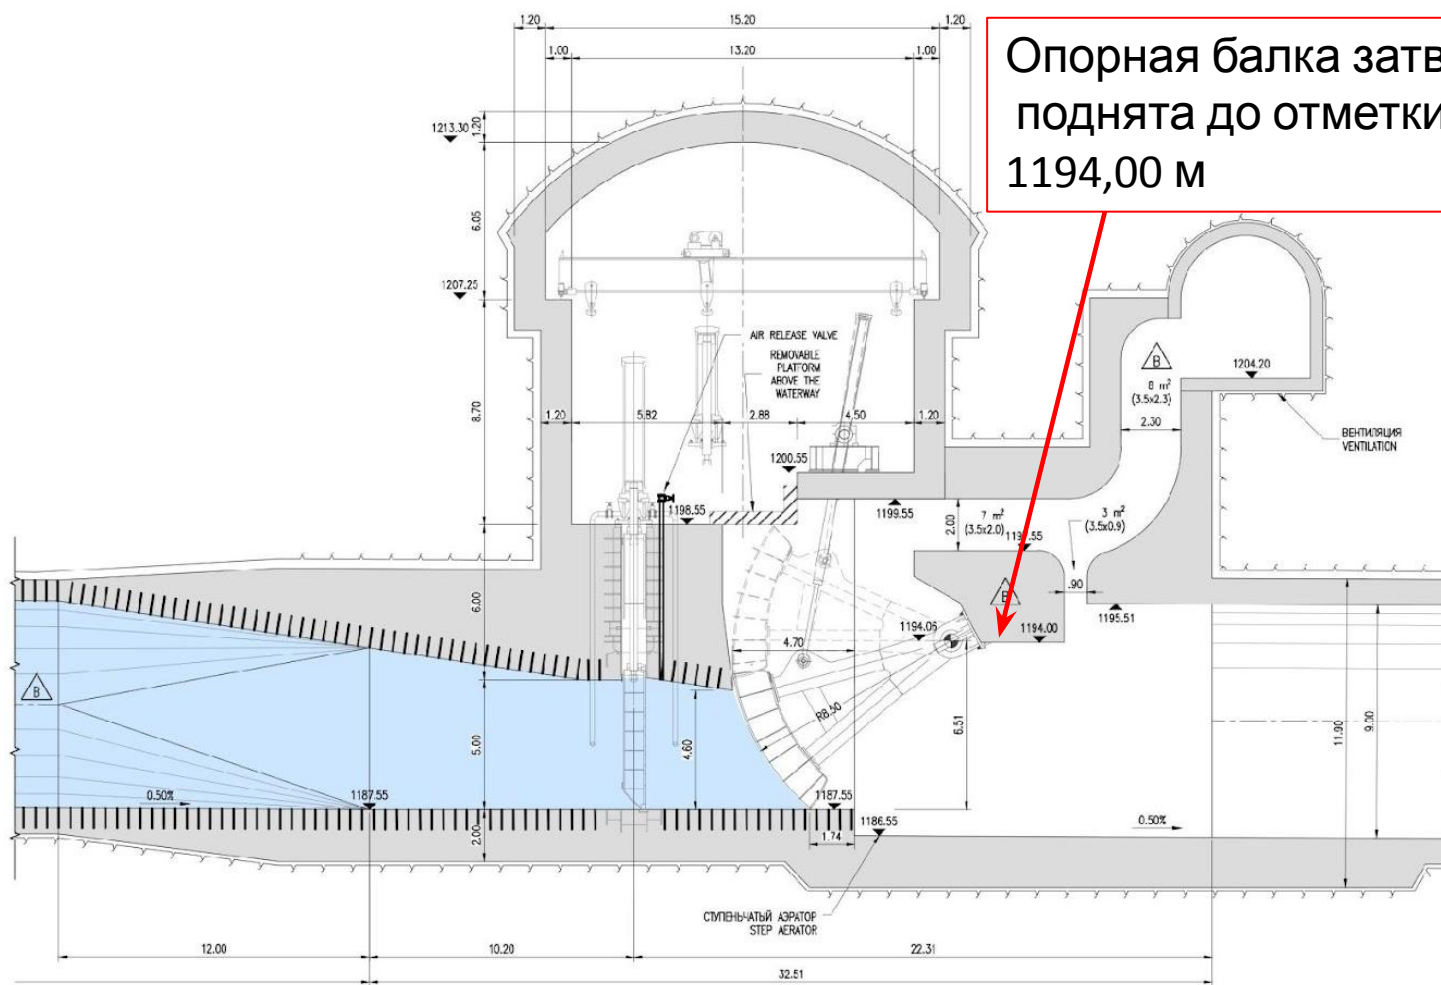 1.20
15.20
1.20
1.00
13.20
1.00
Опорная балка затв
поднята до отметки
1194,00 м
1213.30
1.20
6.05
1207.25
AIR RELEASE VALVE
REMOVABLE
PLATFORM
ABOVE THE
WATERWAY
B
8 m²
(3.5x2.3)
1204.20
8.70
1.20
5.82
2.88
4.50
1.20
2.30
ВЕНТИЛЯЦИЯ
VENTILATION
1200.55
1198.55
1199.55
2.00
7 m²
(3.5x2.0)
3 m²
(3.5x0.9)
.90
B
6.00
1195.51
1194.06
1194.00
4.70
B
R8.50
6.51
11.90
9.00
5.00
4.60
0.50%
1187.55
1187.55
1186.55
0.50%
2.00
1.74
СТУПЕНЬЧАТЫЙ АЭРАТОР
STEP AERATOR
12.00
10.20
22.31
32.51